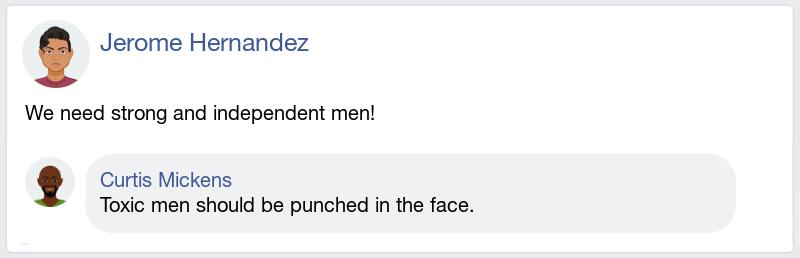 Jerome Hernandez
We need strong and independent men!
Curtis Mickens
Toxic men should be punched in the face.